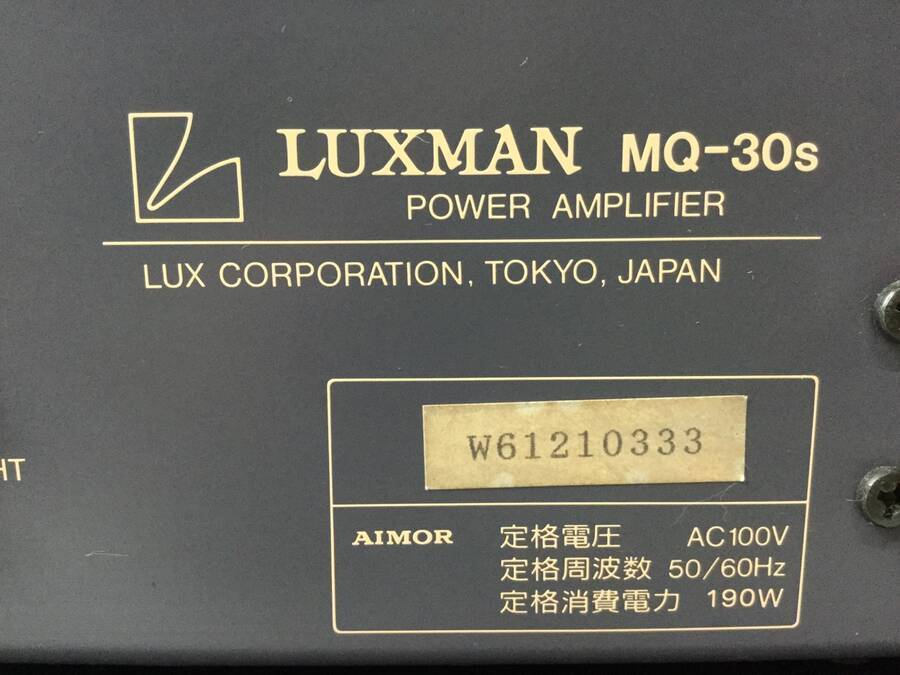 LUXMAN MQ-30s
POWER AMPLIFIER
LUX CORPORATION, TOKYO, JAPAN
HT
W61210333
AIMOR 定格電圧 AC100V
定格周波数 50/60Hz
定格消費電力 190W